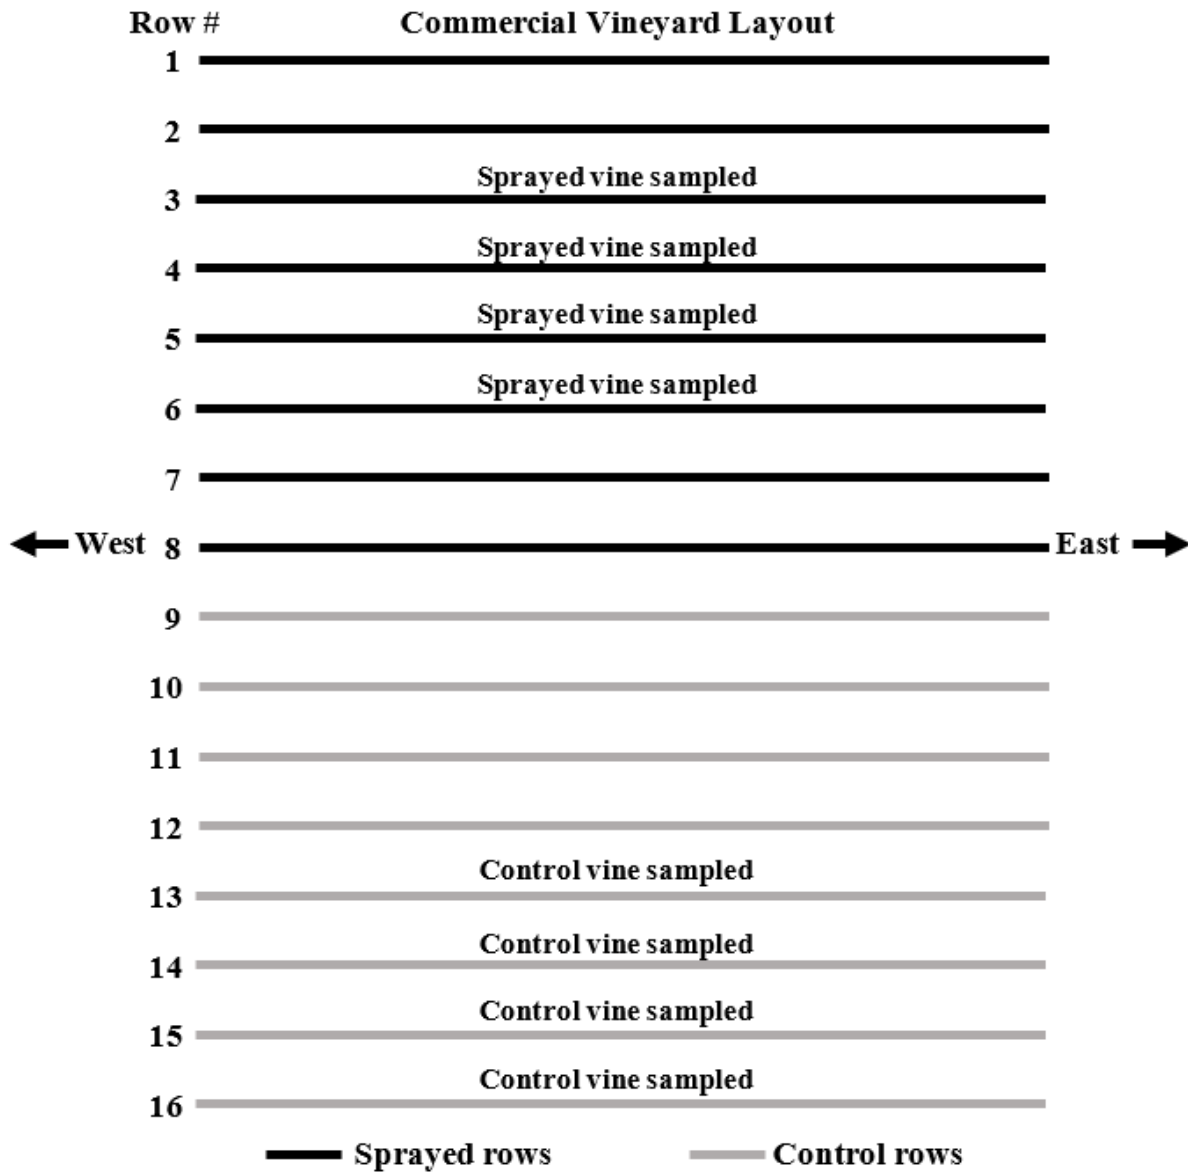 Row # Commercial Vineyard Layout
1
2
Sprayed vine sampled
3
Sprayed vine sampled
4
Sprayed vine sampled
5
Sprayed vine sampled
6
7
West 8 East
9
10
11
12
Control vine sampled
13
Control vine sampled
14
Control vine sampled
15
Control vine sampled
16
Sprayed rows Control rows